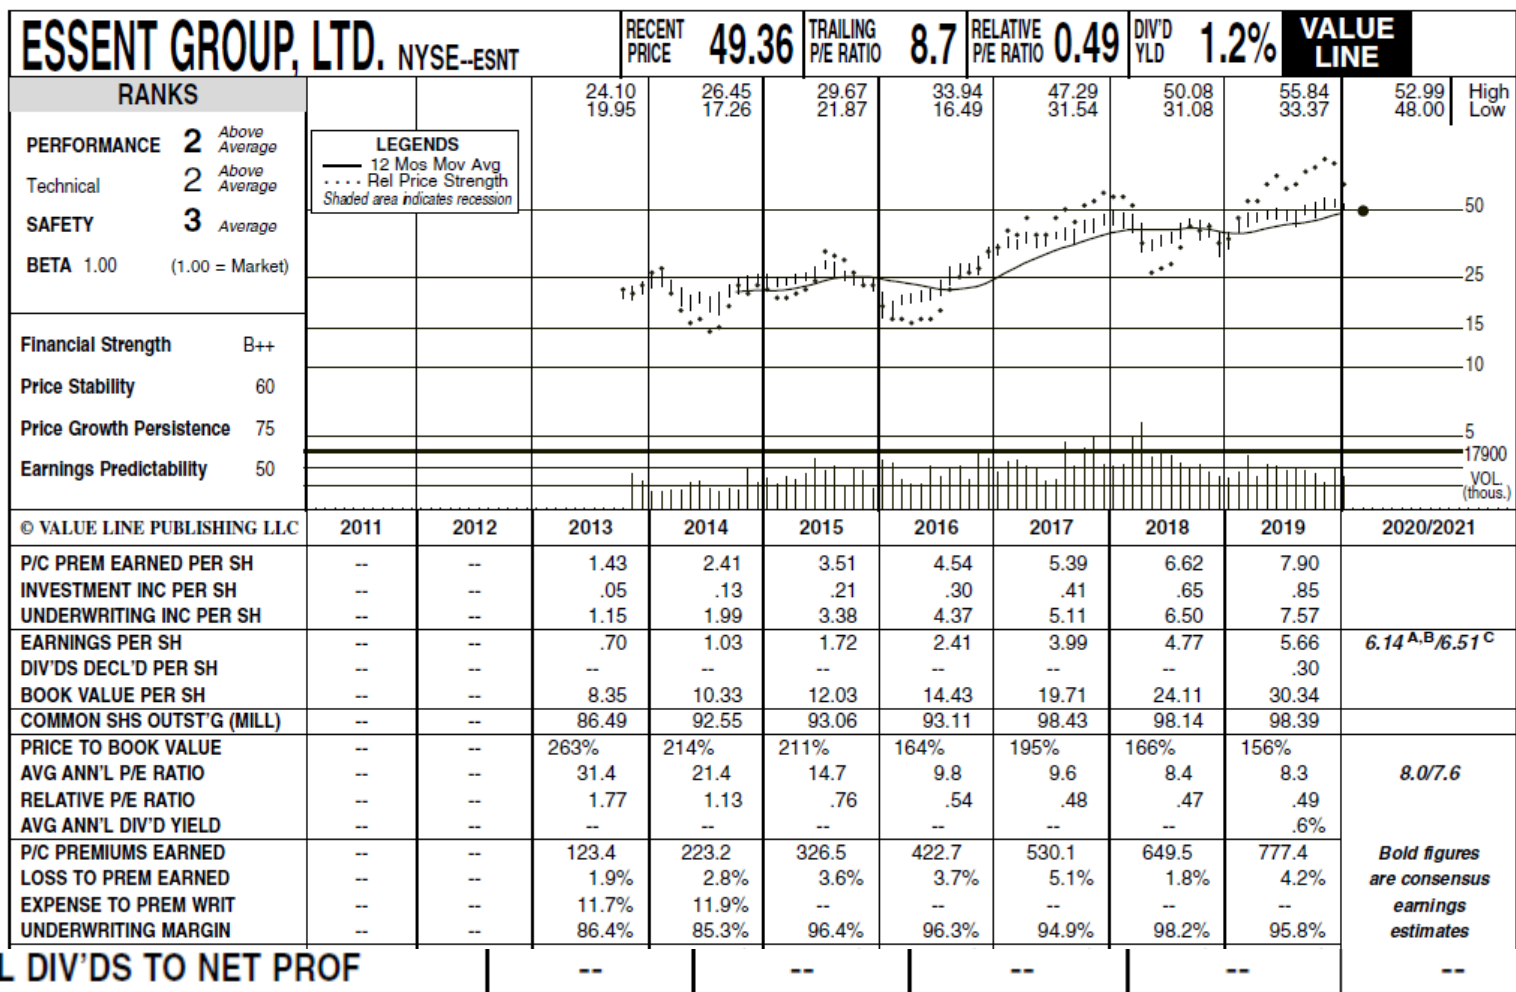 ESSENT GROUP, LTD. NYSE--ESNT RECENT PRICE 49.36 TRAILING P/E RATIO 8.7 RELATIVE P/E RATIO 0.49 DIV'D YLD 1.2% VALUE LINE
RANKS 24.10 26.45 29.67 33.94 47.29 50.08 55.84 52.99 High
19.95 17.26 21.87 16.49 31.54 31.08 33.37 48.00 Low
PERFORMANCE 2 Above Average
Technical 2 Above Average
SAFETY 3 Average
BETA 1.00 (1.00 = Market)
LEGENDS
12 Mos Mov Avg
· · · · Rel Price Strength
Shaded area indicates recession
50
25
15
10
5
17900
VOL.
(thous.)
Financial Strength B++
Price Stability 60
Price Growth Persistence 75
Earnings Predictability 50
© VALUE LINE PUBLISHING LLC 2011 2012 2013 2014 2015 2016 2017 2018 2019 2020/2021
P/C PREM EARNED PER SH -- -- 1.43 2.41 3.51 4.54 5.39 6.62 7.90
INVESTMENT INC PER SH -- -- .05 .13 .21 .30 .41 .65 .85
UNDERWRITING INC PER SH -- -- 1.15 1.99 3.38 4.37 5.11 6.50 7.57
EARNINGS PER SH -- -- .70 1.03 1.72 2.41 3.99 4.77 5.66 6.14 A,B/6.51 C
DIV'DS DECL'D PER SH -- -- -- -- -- -- -- -- .30
BOOK VALUE PER SH -- -- 8.35 10.33 12.03 14.43 19.71 24.11 30.34
COMMON SHS OUTST'G (MILL) -- -- 86.49 92.55 93.06 93.11 98.43 98.14 98.39
PRICE TO BOOK VALUE -- -- 263% 214% 211% 164% 195% 166% 156%
AVG ANN'L P/E RATIO -- -- 31.4 21.4 14.7 9.8 9.6 8.4 8.3 8.0/7.6
RELATIVE P/E RATIO -- -- 1.77 1.13 .76 .54 .48 .47 .49
AVG ANN'L DIV'D YIELD -- -- -- -- -- -- -- -- .6%
P/C PREMIUMS EARNED -- -- 123.4 223.2 326.5 422.7 530.1 649.5 777.4 Bold figures
LOSS TO PREM EARNED -- -- 1.9% 2.8% 3.6% 3.7% 5.1% 1.8% 4.2% are consensus
EXPENSE TO PREM WRIT -- -- 11.7% 11.9% -- -- -- -- -- earnings
UNDERWRITING MARGIN -- -- 86.4% 85.3% 96.4% 96.3% 94.9% 98.2% 95.8% estimates
L DIV'DS TO NET PROF -- -- -- -- --